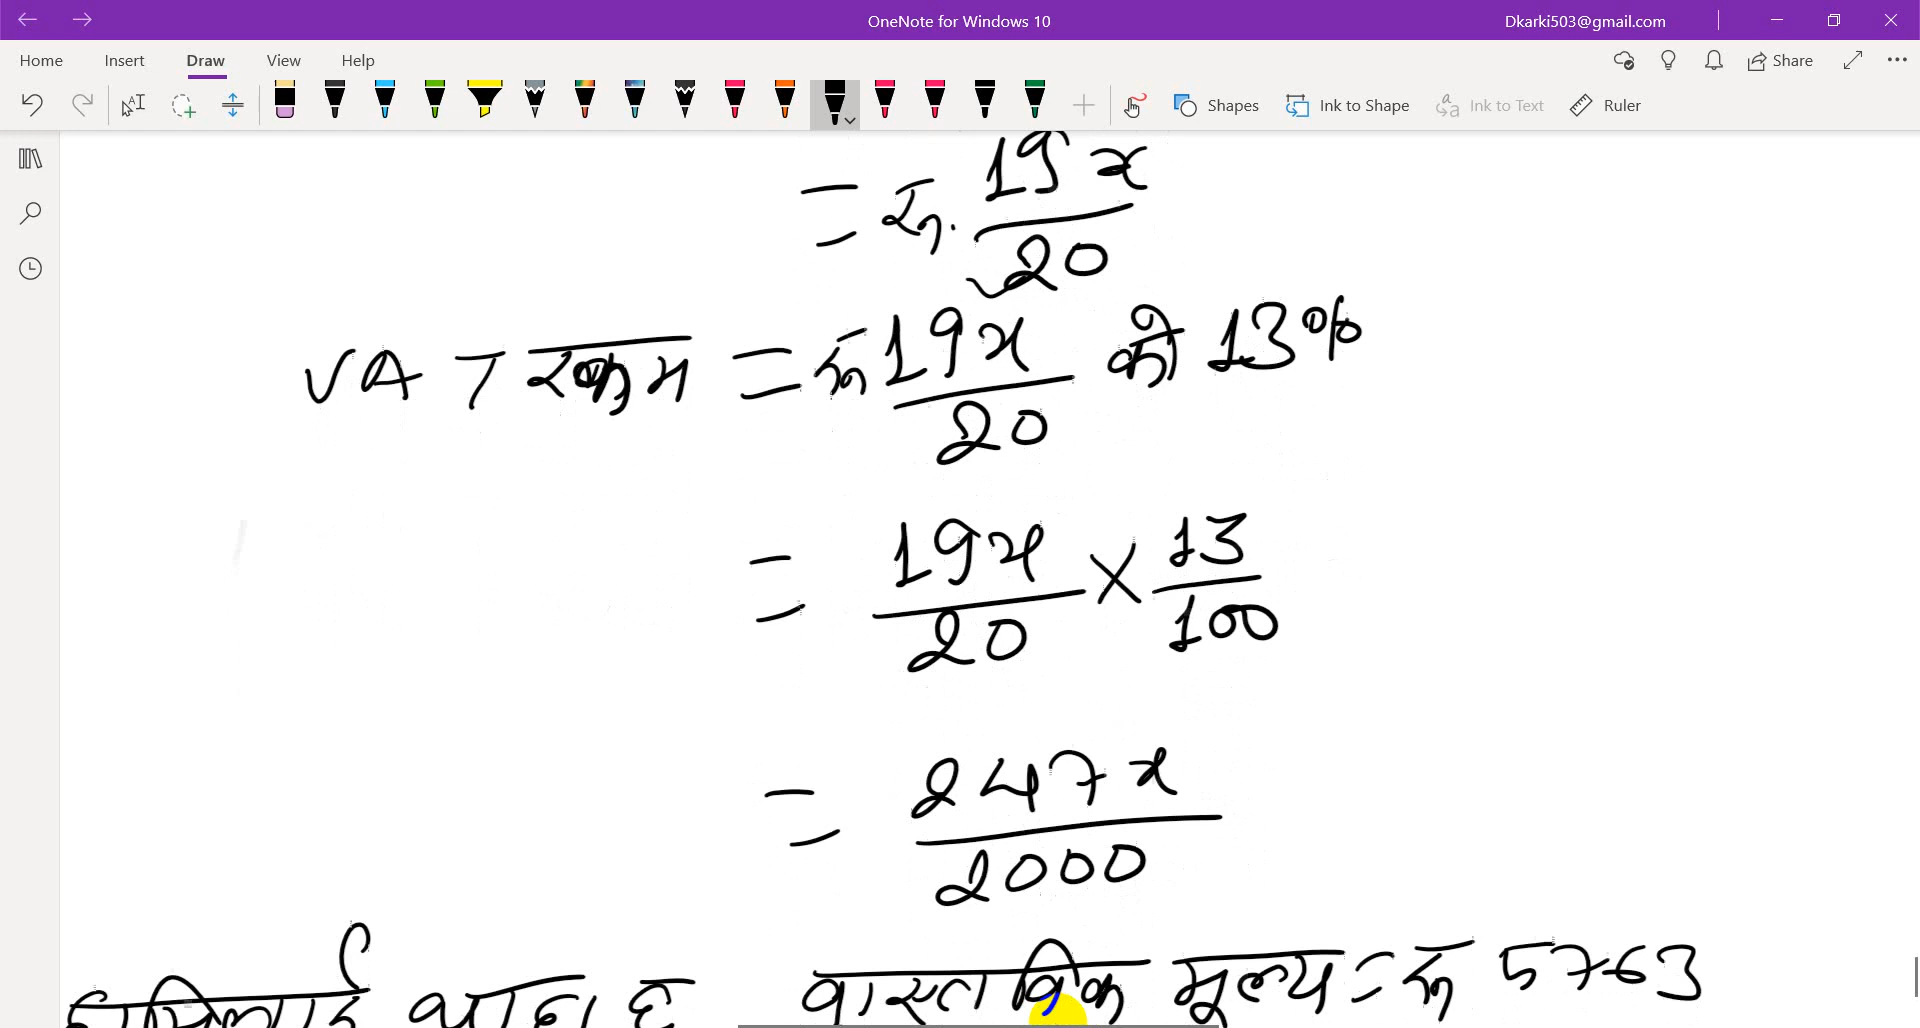 OneNote for Windows 10 Dkarki503@gmail.com
Home Insert Draw View Help Share
Shapes Ink to Shape Ink to Text Ruler
= रु. 19x/20
VAT रकम = रु 19x/20 को 13%
= 19x/20 × 13/100
= 247x/2000
थाहा छ वास्तविक मुल्य = रु 5763